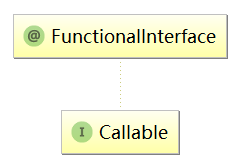 @ FunctionalInterface
I Callable